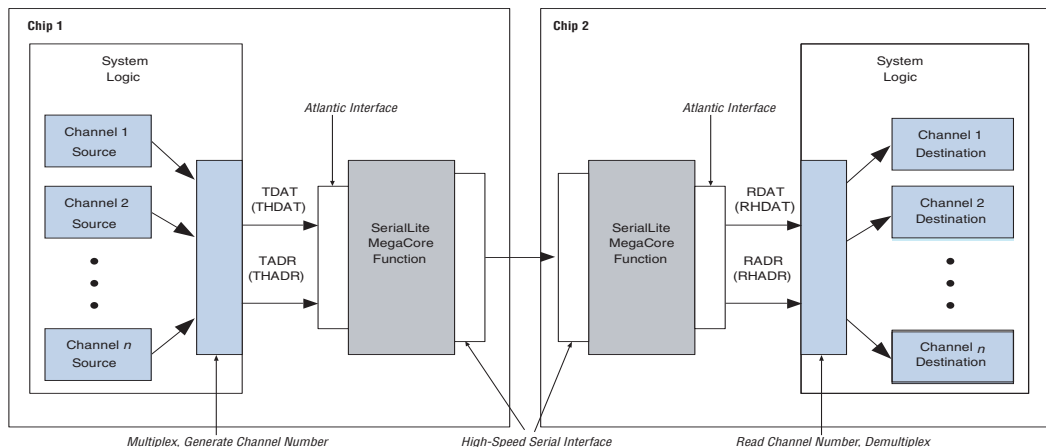 Chip 1
System
Logic
Channel 1
Source
Channel 2
Source
Channel n
Source
TDAT
(THDAT)
TADR
(THADR)
Atlantic Interface
SerialLite
MegaCore
Function
Multiplex, Generate Channel Number
High-Speed Serial Interface
Chip 2
Atlantic Interface
SerialLite
MegaCore
Function
RDAT
(RHDAT)
RADR
(RHADR)
System
Logic
Channel 1
Destination
Channel 2
Destination
Channel n
Destination
Read Channel Number, Demultiplex